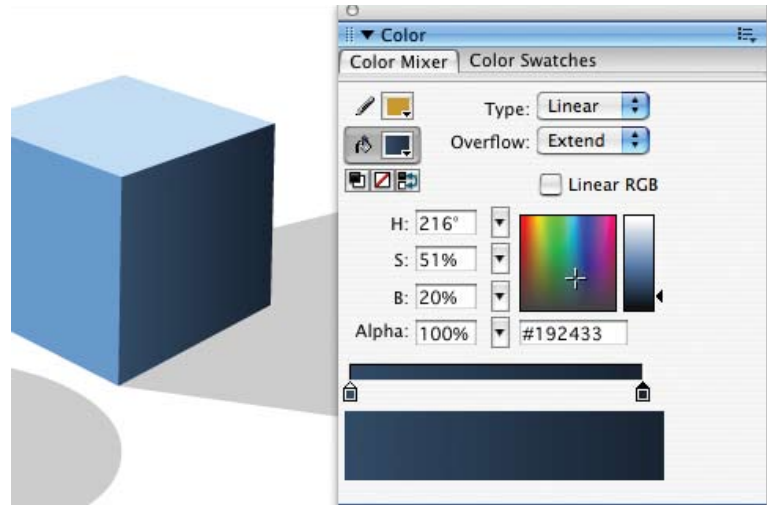 Color
Color Mixer Color Swatches
Type: Linear
Overflow: Extend
Linear RGB
H: 216°
S: 51%
B: 20%
Alpha: 100% #192433